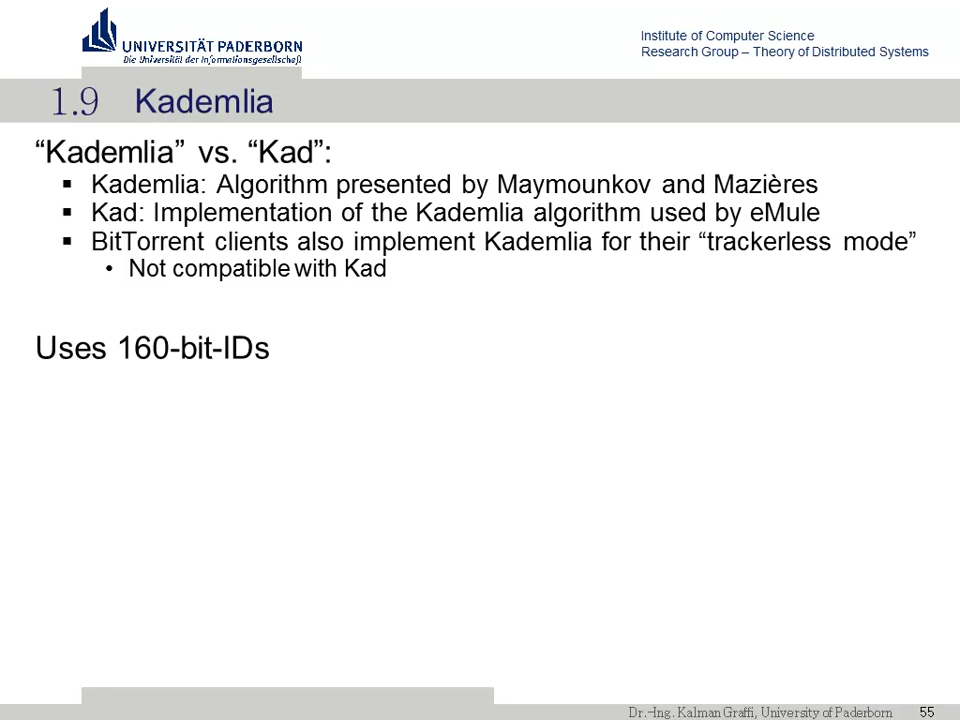 UNIVERSITÄT PADERBORN
Die Universität der Informationsgesellschaft
Institute of Computer Science
Research Group – Theory of Distributed Systems
1.9 Kademlia
“Kademlia” vs. “Kad”:
▪ Kademlia: Algorithm presented by Maymounkov and Mazières
▪ Kad: Implementation of the Kademlia algorithm used by eMule
▪ BitTorrent clients also implement Kademlia for their “trackerless mode”
• Not compatible with Kad
Uses 160-bit-IDs
Dr.-Ing. Kalman Graffi, University of Paderborn 55